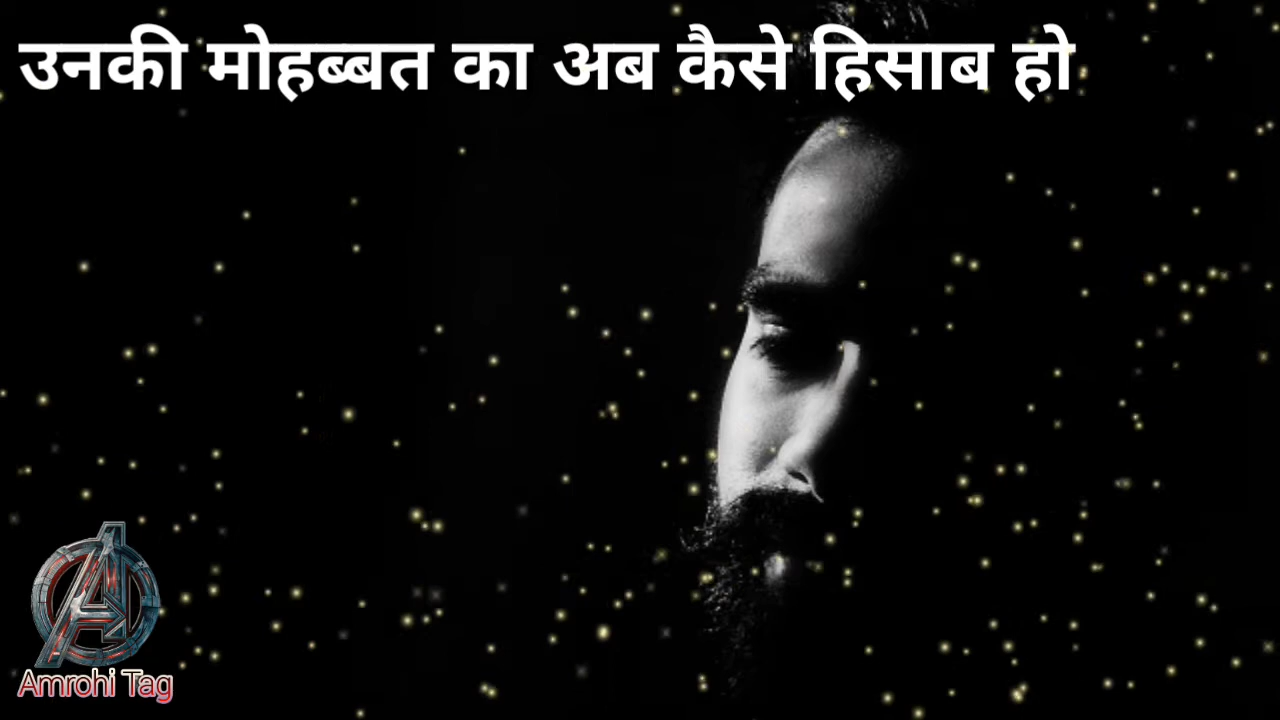 उनकी मोहब्बत का अब कैसे हिसाब हो
Amrohi Tag